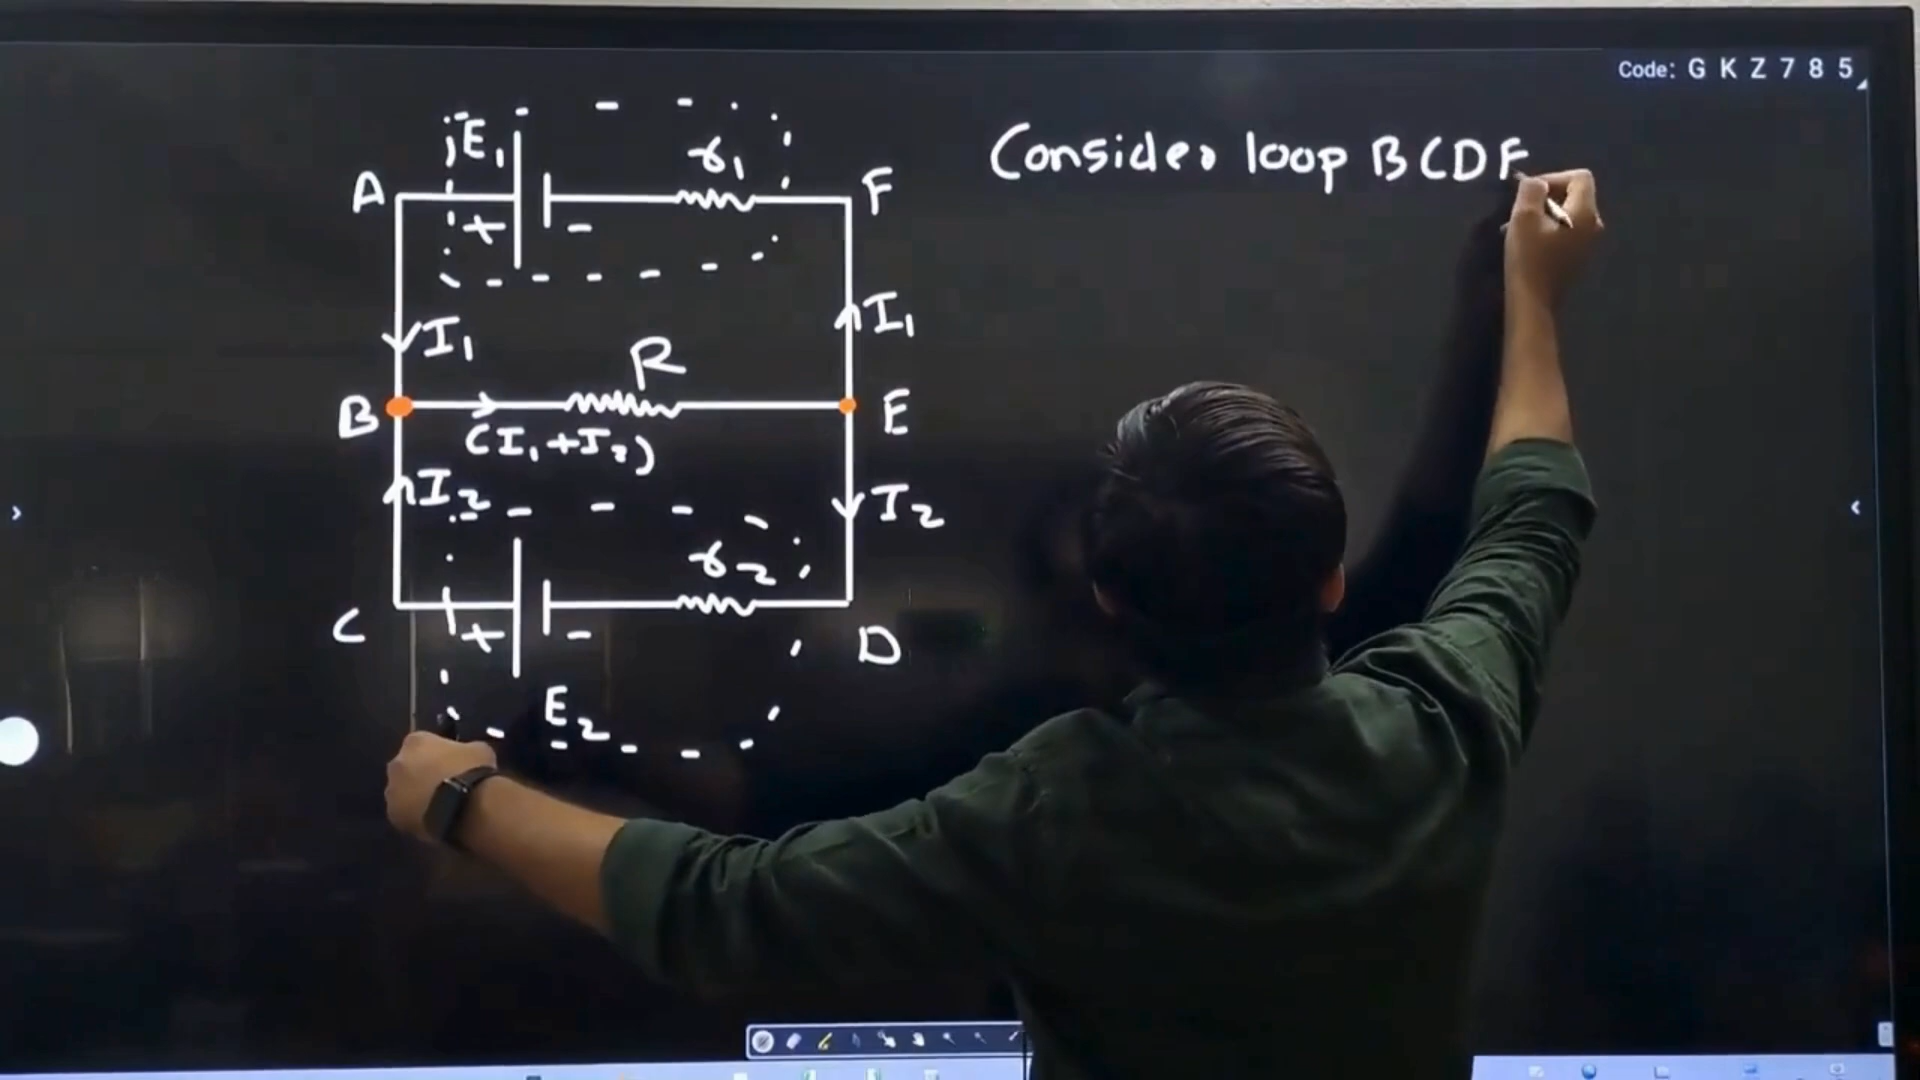 Code: G K Z 7 8 5
Consider loop BCDF
E1
r1
A
F
+ -
I1
I1
R
B
E
(I1+I2)
I2
I2
r2
C
+ -
D
E2